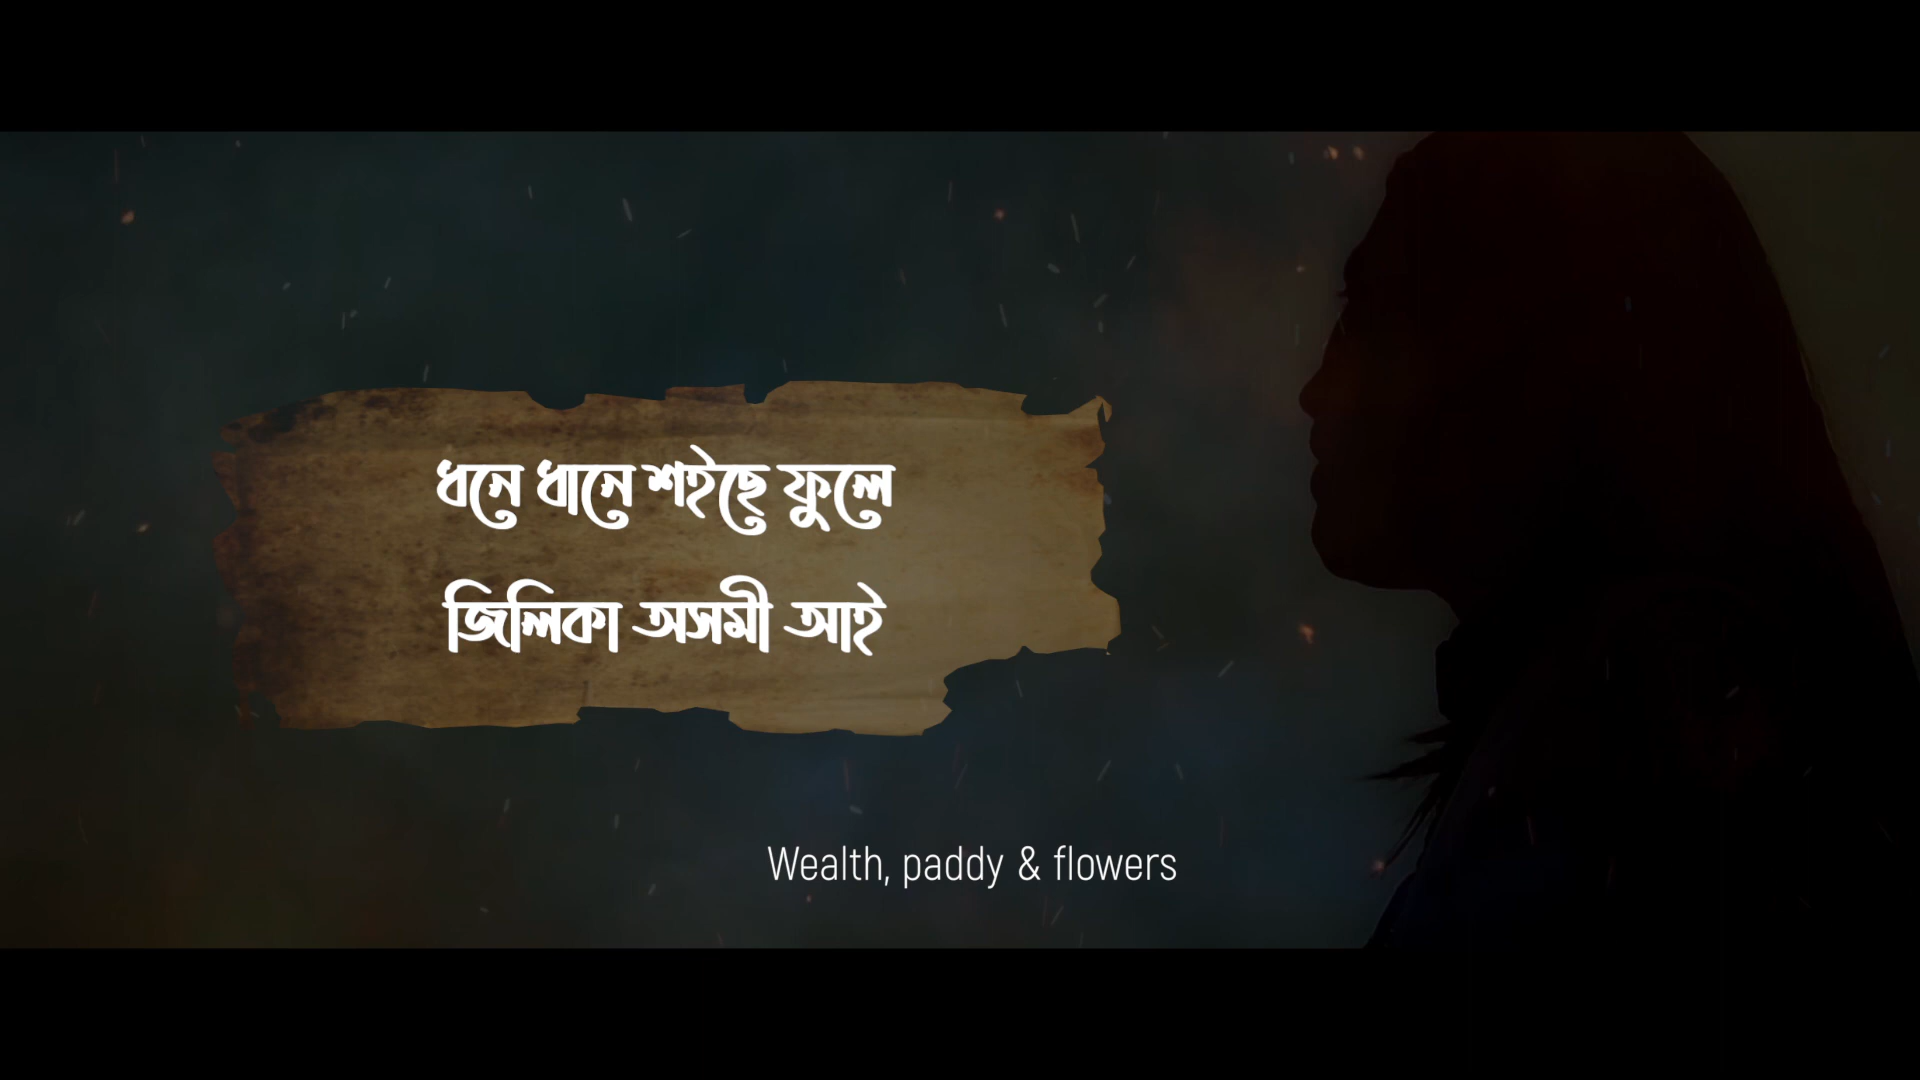 ধনে ধানে শইছে ফুলে
জিলিকা অসমী আই
Wealth, paddy & flowers